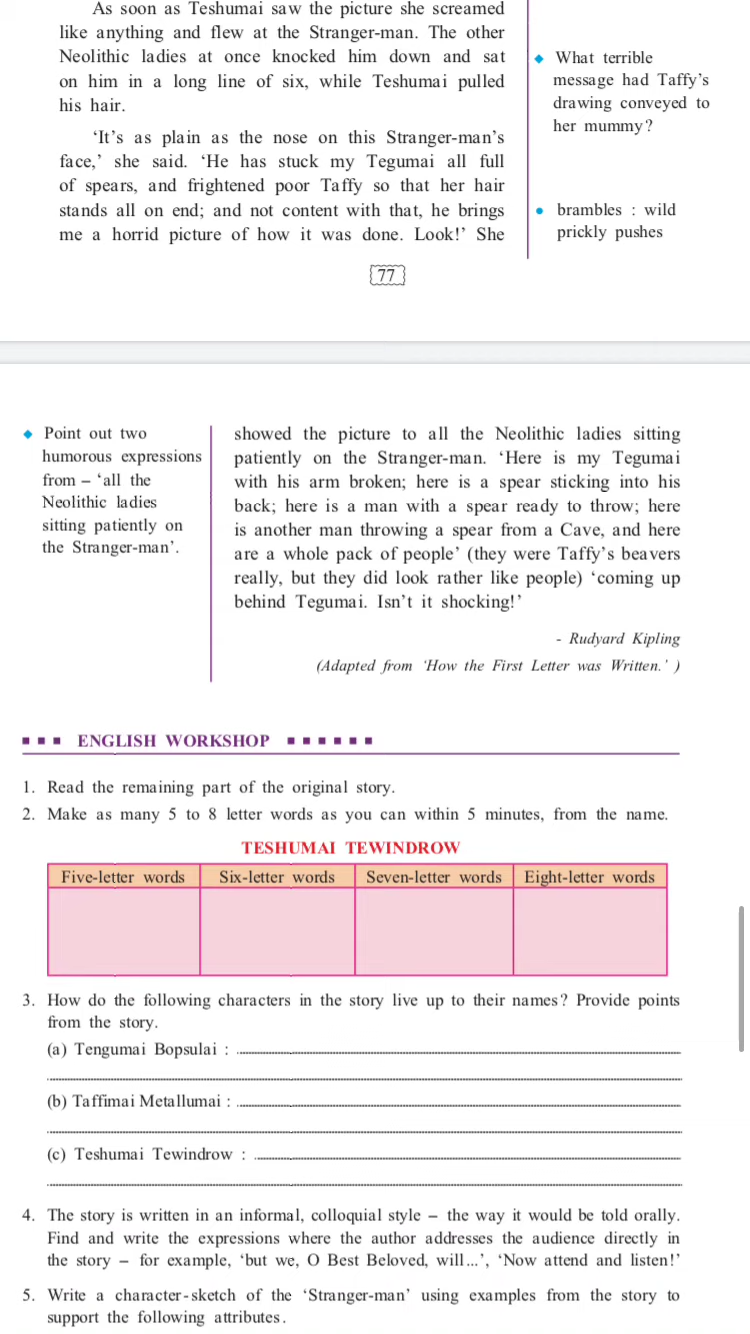 As soon as Teshumai saw the picture she screamed
like anything and flew at the Stranger-man. The other
Neolithic ladies at once knocked him down and sat
on him in a long line of six, while Teshumai pulled
his hair.
‘It’s as plain as the nose on this Stranger-man’s
face,’ she said. ‘He has stuck my Tegumai all full
of spears, and frightened poor Taffy so that her hair
stands all on end; and not content with that, he brings
me a horrid picture of how it was done. Look!’ She
◆ What terrible
message had Taffy’s
drawing conveyed to
her mummy?
● brambles : wild
prickly pushes
77
◆ Point out two
humorous expressions
from – ‘all the
Neolithic ladies
sitting patiently on
the Stranger-man’.
showed the picture to all the Neolithic ladies sitting
patiently on the Stranger-man. ‘Here is my Tegumai
with his arm broken; here is a spear sticking into his
back; here is a man with a spear ready to throw; here
is another man throwing a spear from a Cave, and here
are a whole pack of people’ (they were Taffy’s beavers
really, but they did look rather like people) ‘coming up
behind Tegumai. Isn’t it shocking!’
- Rudyard Kipling
(Adapted from ‘How the First Letter was Written.’ )
ENGLISH WORKSHOP
1. Read the remaining part of the original story.
2. Make as many 5 to 8 letter words as you can within 5 minutes, from the name.
TESHUMAI TEWINDROW
Five-letter words Six-letter words Seven-letter words Eight-letter words
3. How do the following characters in the story live up to their names? Provide points
from the story.
(a) Tengumai Bopsulai :
(b) Taffimai Metallumai :
(c) Teshumai Tewindrow :
4. The story is written in an informal, colloquial style – the way it would be told orally.
Find and write the expressions where the author addresses the audience directly in
the story – for example, ‘but we, O Best Beloved, will...’, ‘Now attend and listen!’
5. Write a character-sketch of the ‘Stranger-man’ using examples from the story to
support the following attributes.